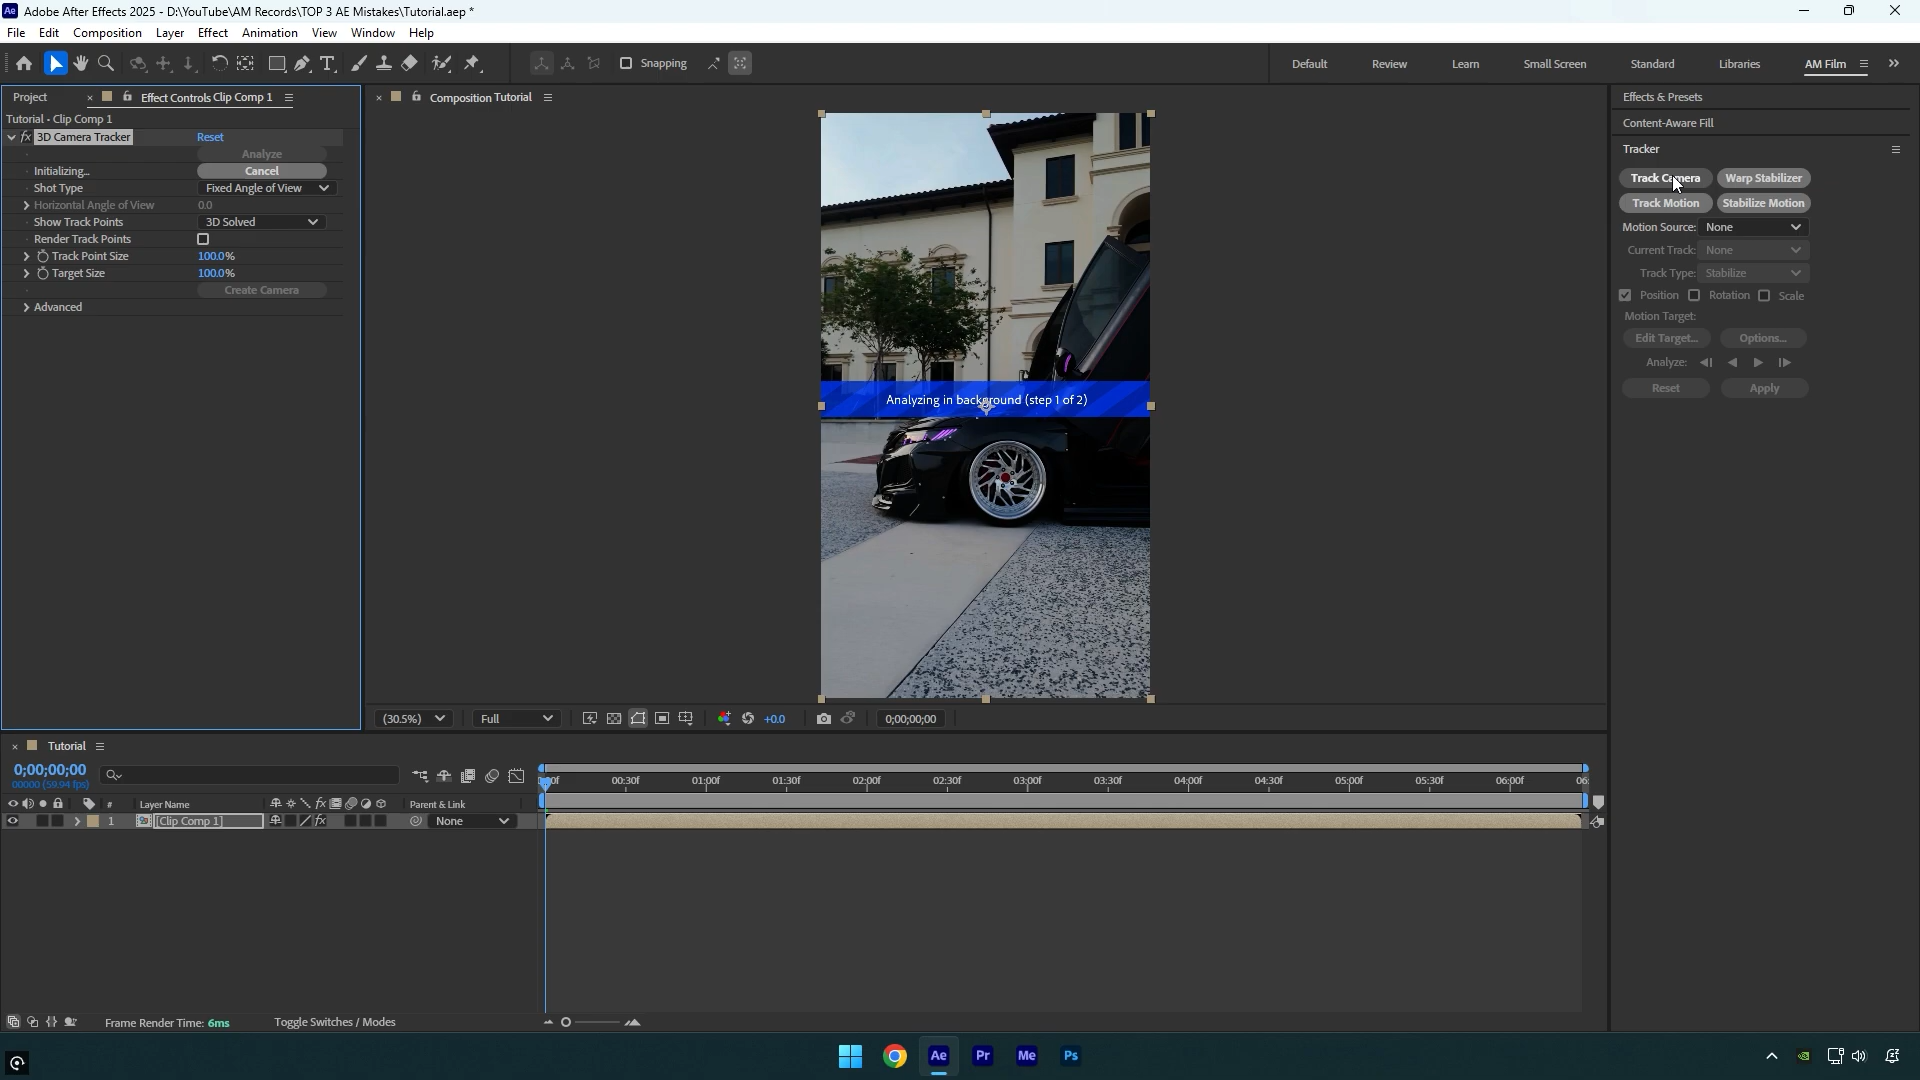 Adobe After Effects 2025 - D:\YouTube\AM Records\TOP 3 AE Mistakes\Tutorial.aep *
File Edit Composition Layer Effect Animation View Window Help
Snapping
Default Review Learn Small Screen Standard Libraries AM Film
Project Effect Controls Clip Comp 1
Tutorial - Clip Comp 1
fx 3D Camera Tracker Reset
Analyze
Initializing... Cancel
Shot Type Fixed Angle of View
Horizontal Angle of View 0.0
Show Track Points 3D Solved
Render Track Points
Track Point Size 100.0%
Target Size 100.0%
Create Camera
Advanced
Composition Tutorial
Analyzing in background (step 1 of 2)
(30.5%) Full +0.0 0;00;00;00
Effects & Presets
Content-Aware Fill
Tracker
Track Camera Warp Stabilizer
Track Motion Stabilize Motion
Motion Source: None
Current Track: None
Track Type: Stabilize
Position Rotation Scale
Motion Target:
Edit Target... Options...
Analyze:
Reset Apply
Tutorial
0;00;00;00
00000 (59.94 fps)
00:30f 01:00f 01:30f 02:00f 02:30f 03:00f 03:30f 04:00f 04:30f 05:00f 05:30f 06:00f
# Layer Name fx Parent & Link
1 [Clip Comp 1] fx None
Frame Render Time: 6ms Toggle Switches / Modes
Ae Pr Me Ps